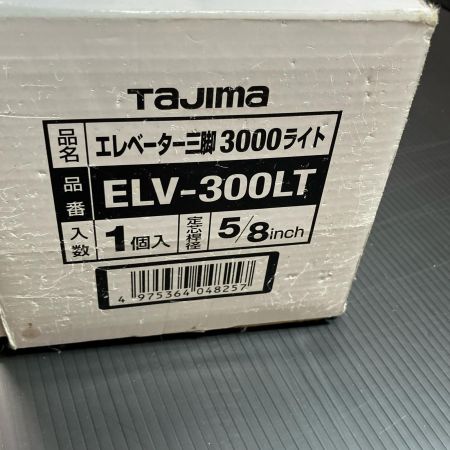 TAJIMA
品名 エレベーター三脚3000ライト
品番 ELV-300LT
入数 1個入 定芯桿径 5/8inch
4 975364 048257